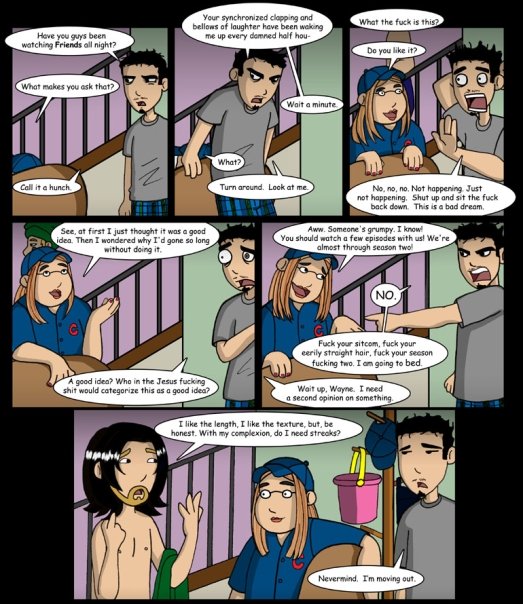 Have you guys been
watching Friends all night?
What makes you ask that?
Call it a hunch.
Your synchronized clapping and
bellows of laughter have been waking
me up every damned half hou-
Wait a minute.
What?
Turn around. Look at me.
What the fuck is this?
Do you like it?
No, no, no. Not happening. Just
not happening. Shut up and sit the fuck
back down. This is a bad dream.
See, at first I just thought it was a good
idea. Then I wondered why I'd gone so long
without doing it.
A good idea? Who in the Jesus fucking
shit would categorize this as a good idea?
Aww. Someone's grumpy. I know!
You should watch a few episodes with us! We're
almost through season two!
NO.
Fuck your sitcom, fuck your
eerily straight hair, fuck your season
fucking two. I am going to bed.
Wait up, Wayne. I need
a second opinion on something.
I like the length, I like the texture, but, be
honest. With my complexion, do I need streaks?
Nevermind. I'm moving out.